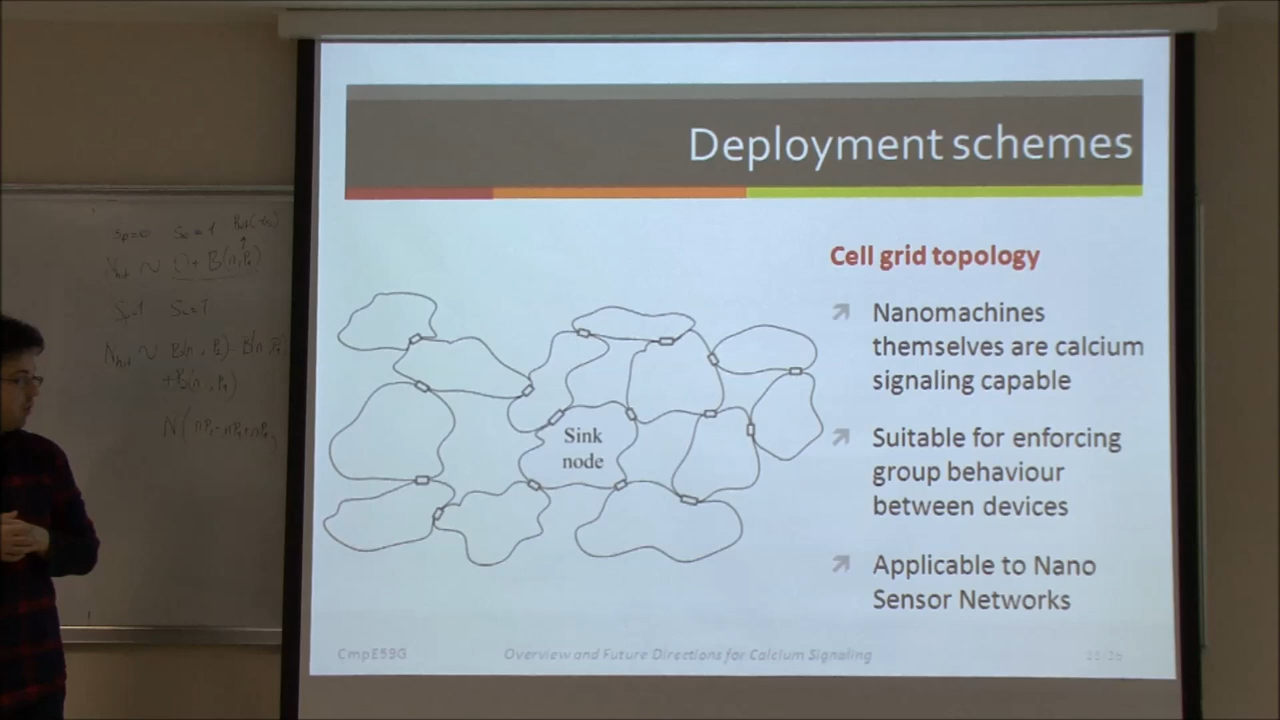 Deployment schemes
Cell grid topology
Nanomachines
themselves are calcium
signaling capable
Suitable for enforcing
group behaviour
between devices
Applicable to Nano
Sensor Networks
Sink
node
CmpE59G
Overview and Future Directions for Calcium Signaling